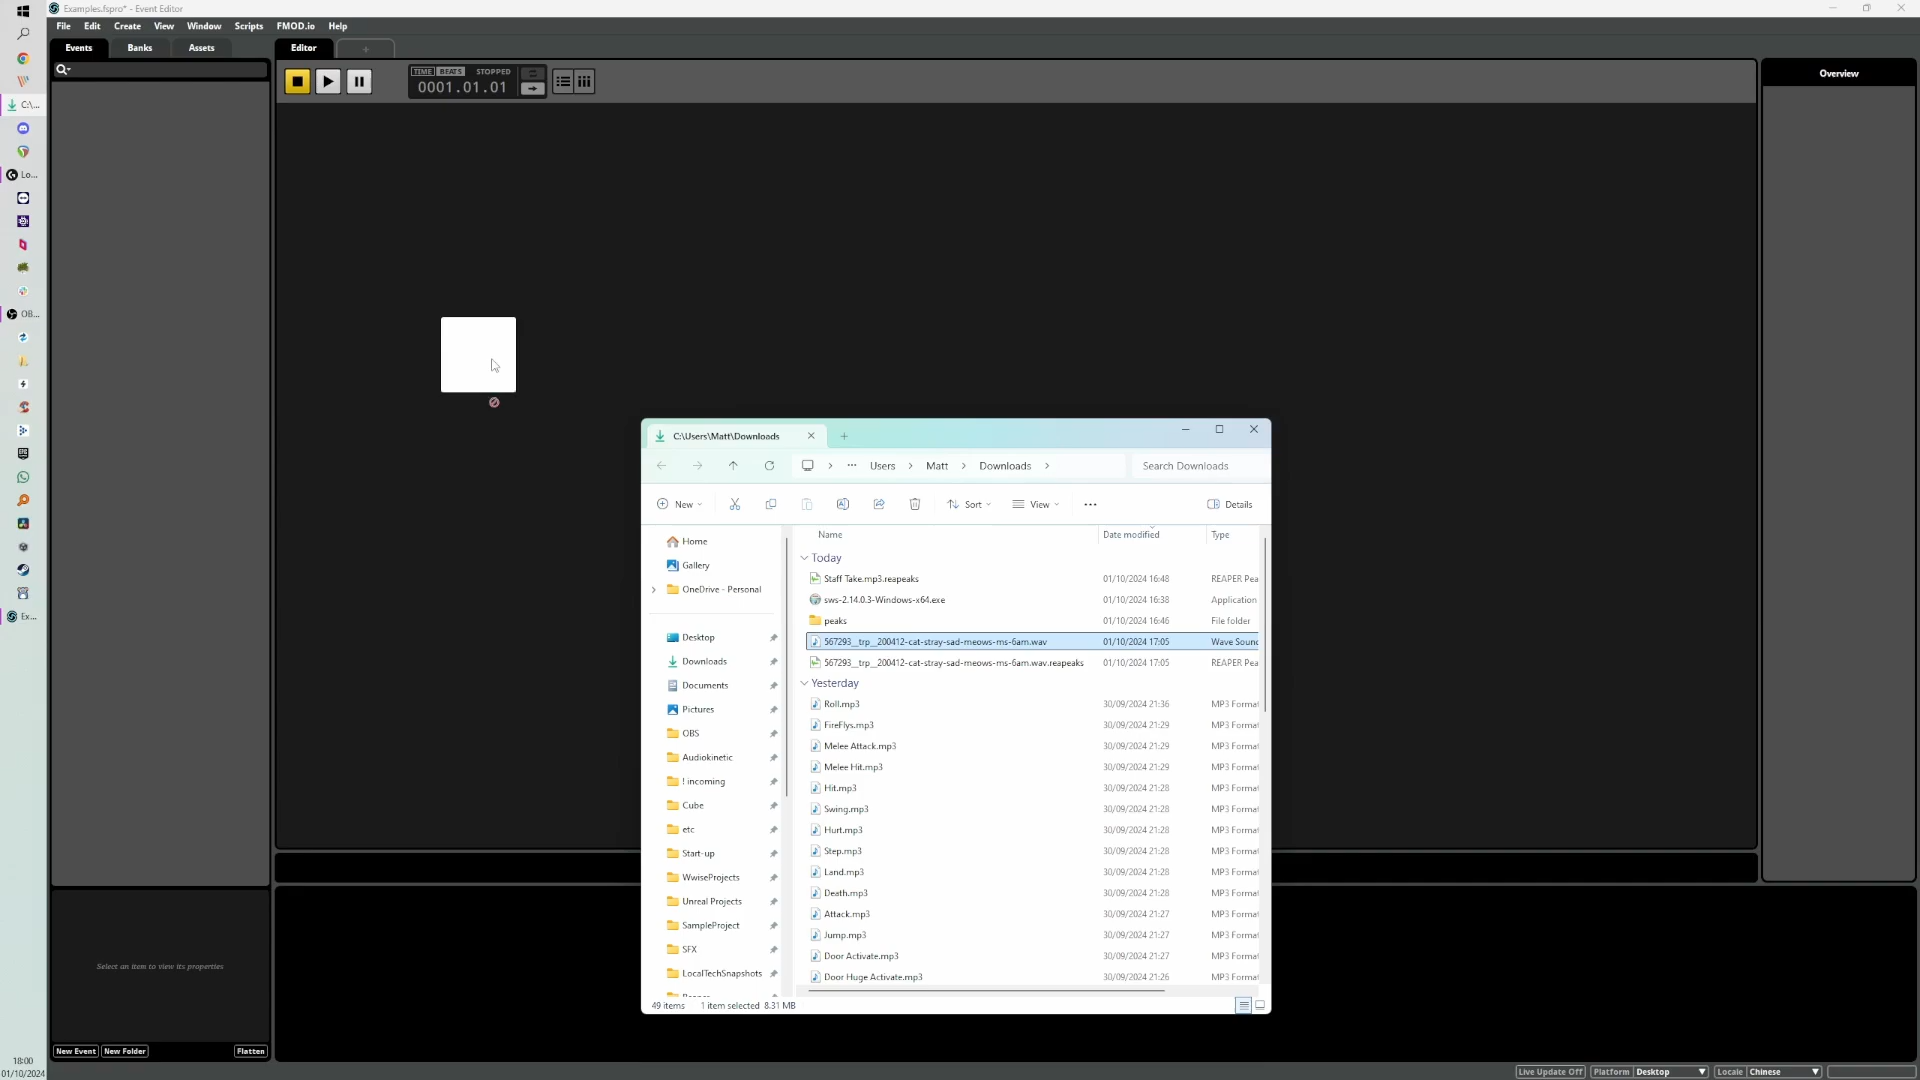 Examples.fspro* - Event Editor
File Edit Create View Window Scripts FMOD.io Help
Events Banks Assets
Editor +
TIME BEATS STOPPED
0001.01.01
Overview
C:\...
Lo...
OB...
Ex...
18:00
01/10/2024
Select an item to view its properties
New Event New Folder Flatten
C:\Users\Matt\Downloads
... Users > Matt > Downloads >
Search Downloads
New
Sort
View
...
Details
Home
Gallery
OneDrive - Personal
Desktop
Downloads
Documents
Pictures
OBS
Audiokinetic
! incoming
Cube
etc
Start-up
WwiseProjects
Unreal Projects
SampleProject
SFX
LocalTechSnapshots
Name Date modified Type
Today
Staff Take.mp3.reapeaks 01/10/2024 16:48 REAPER Pea
sws-2.14.0.3-Windows-x64.exe 01/10/2024 16:38 Application
peaks 01/10/2024 16:46 File folder
567293__trp__200412-cat-stray-sad-meows-ms-6am.wav 01/10/2024 17:05 Wave Sound
567293__trp__200412-cat-stray-sad-meows-ms-6am.wav.reapeaks 01/10/2024 17:05 REAPER Pea
Yesterday
Roll.mp3 30/09/2024 21:36 MP3 Format
FireFlys.mp3 30/09/2024 21:29 MP3 Format
Melee Attack.mp3 30/09/2024 21:29 MP3 Format
Melee Hit.mp3 30/09/2024 21:29 MP3 Format
Hit.mp3 30/09/2024 21:28 MP3 Format
Swing.mp3 30/09/2024 21:28 MP3 Format
Hurt.mp3 30/09/2024 21:28 MP3 Format
Step.mp3 30/09/2024 21:28 MP3 Format
Land.mp3 30/09/2024 21:28 MP3 Format
Death.mp3 30/09/2024 21:28 MP3 Format
Attack.mp3 30/09/2024 21:27 MP3 Format
Jump.mp3 30/09/2024 21:27 MP3 Format
Door Activate.mp3 30/09/2024 21:27 MP3 Format
Door Huge Activate.mp3 30/09/2024 21:26 MP3 Format
49 items 1 item selected 8.31 MB
Live Update Off Platform Desktop Locale Chinese